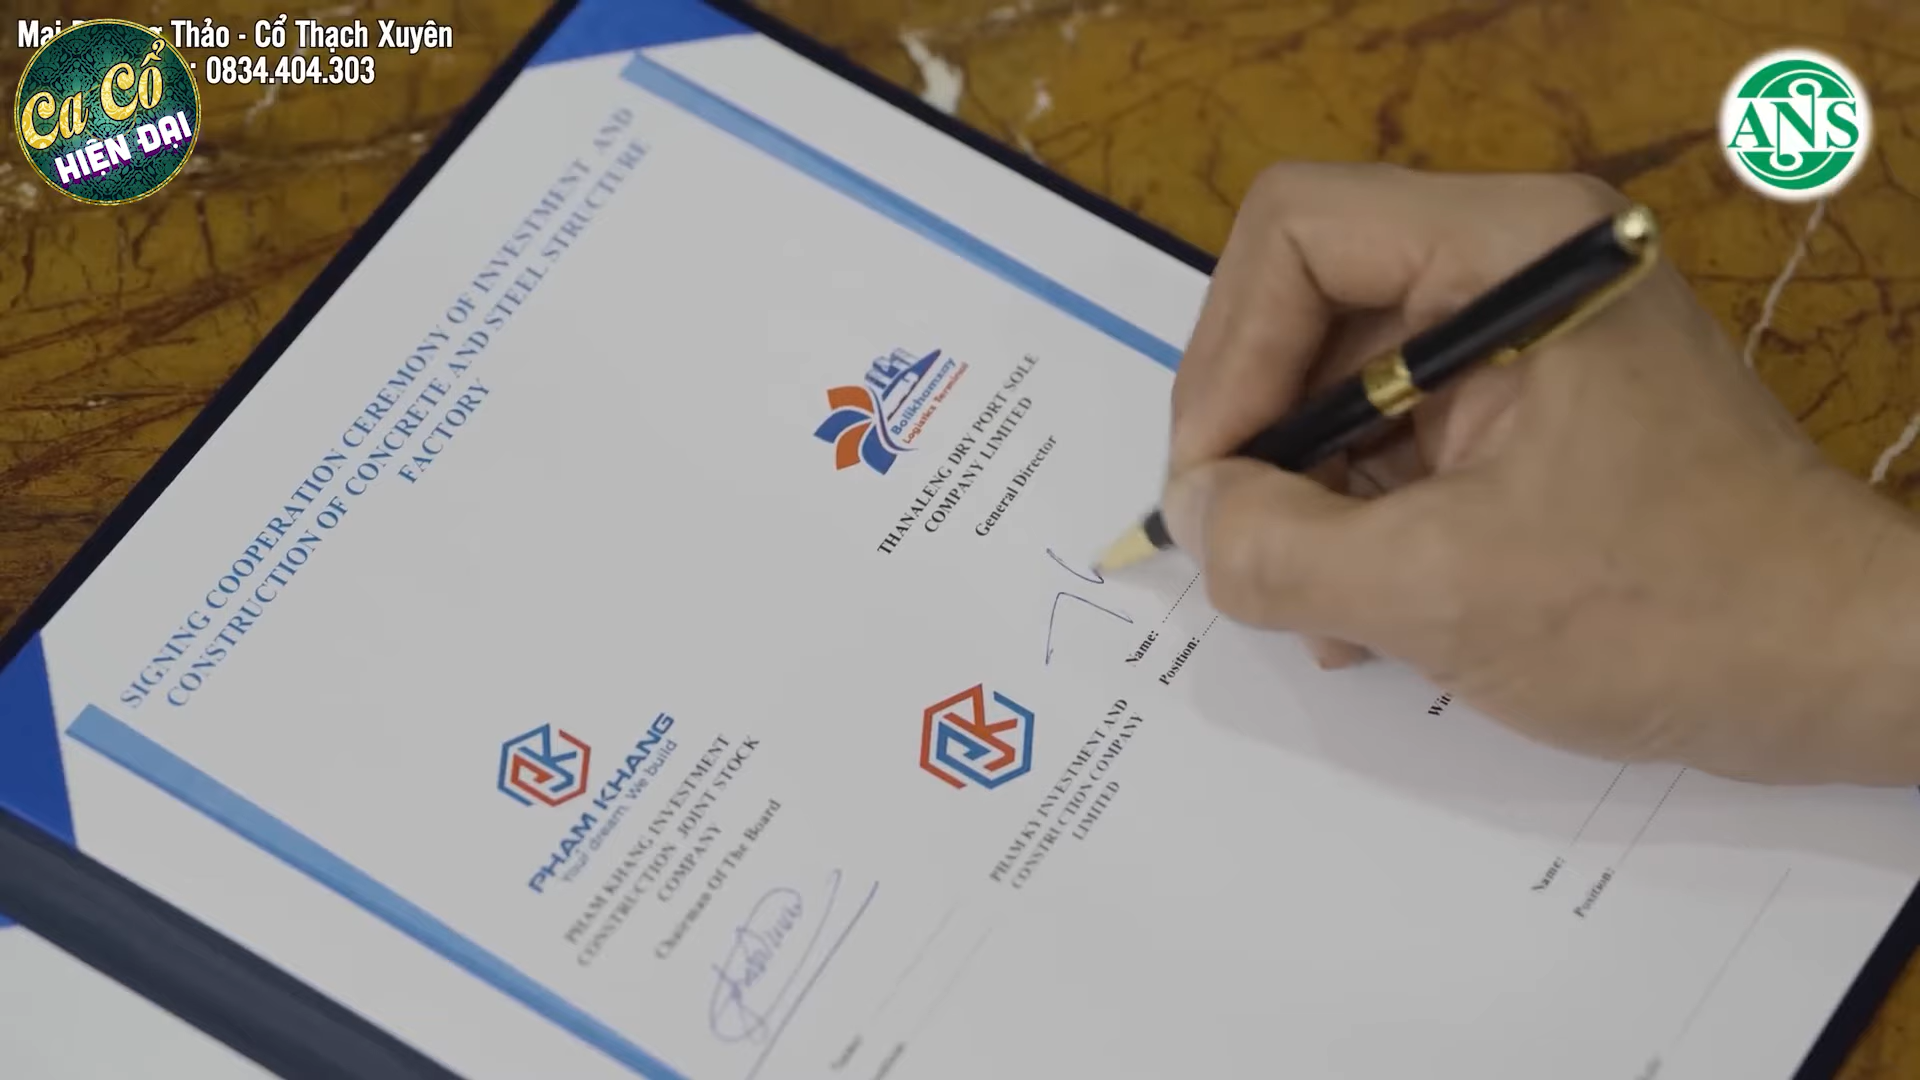 Thảo - Cổ Thạch Xuyên
: 0834.404.303
Ca Cổ
HIỆN ĐẠI
ANS
SIGNING COOPERATION CEREMONY OF INVESTMENT AND
CONSTRUCTION OF CONCRETE AND STEEL STRUCTURE
FACTORY
Bolikhamxay
Logistics Terminal
THANALENG DRY PORT SOLE
COMPANY LIMITED
General Director
Name:
Position:
PHAM KHANG
Your dream. We build
PHAM KHANG INVESTMENT
CONSTRUCTION JOINT STOCK
COMPANY
Chairman Of The Board
PHAM KY INVESTMENT AND
CONSTRUCTION COMPANY
LIMITED
Name:
Position: